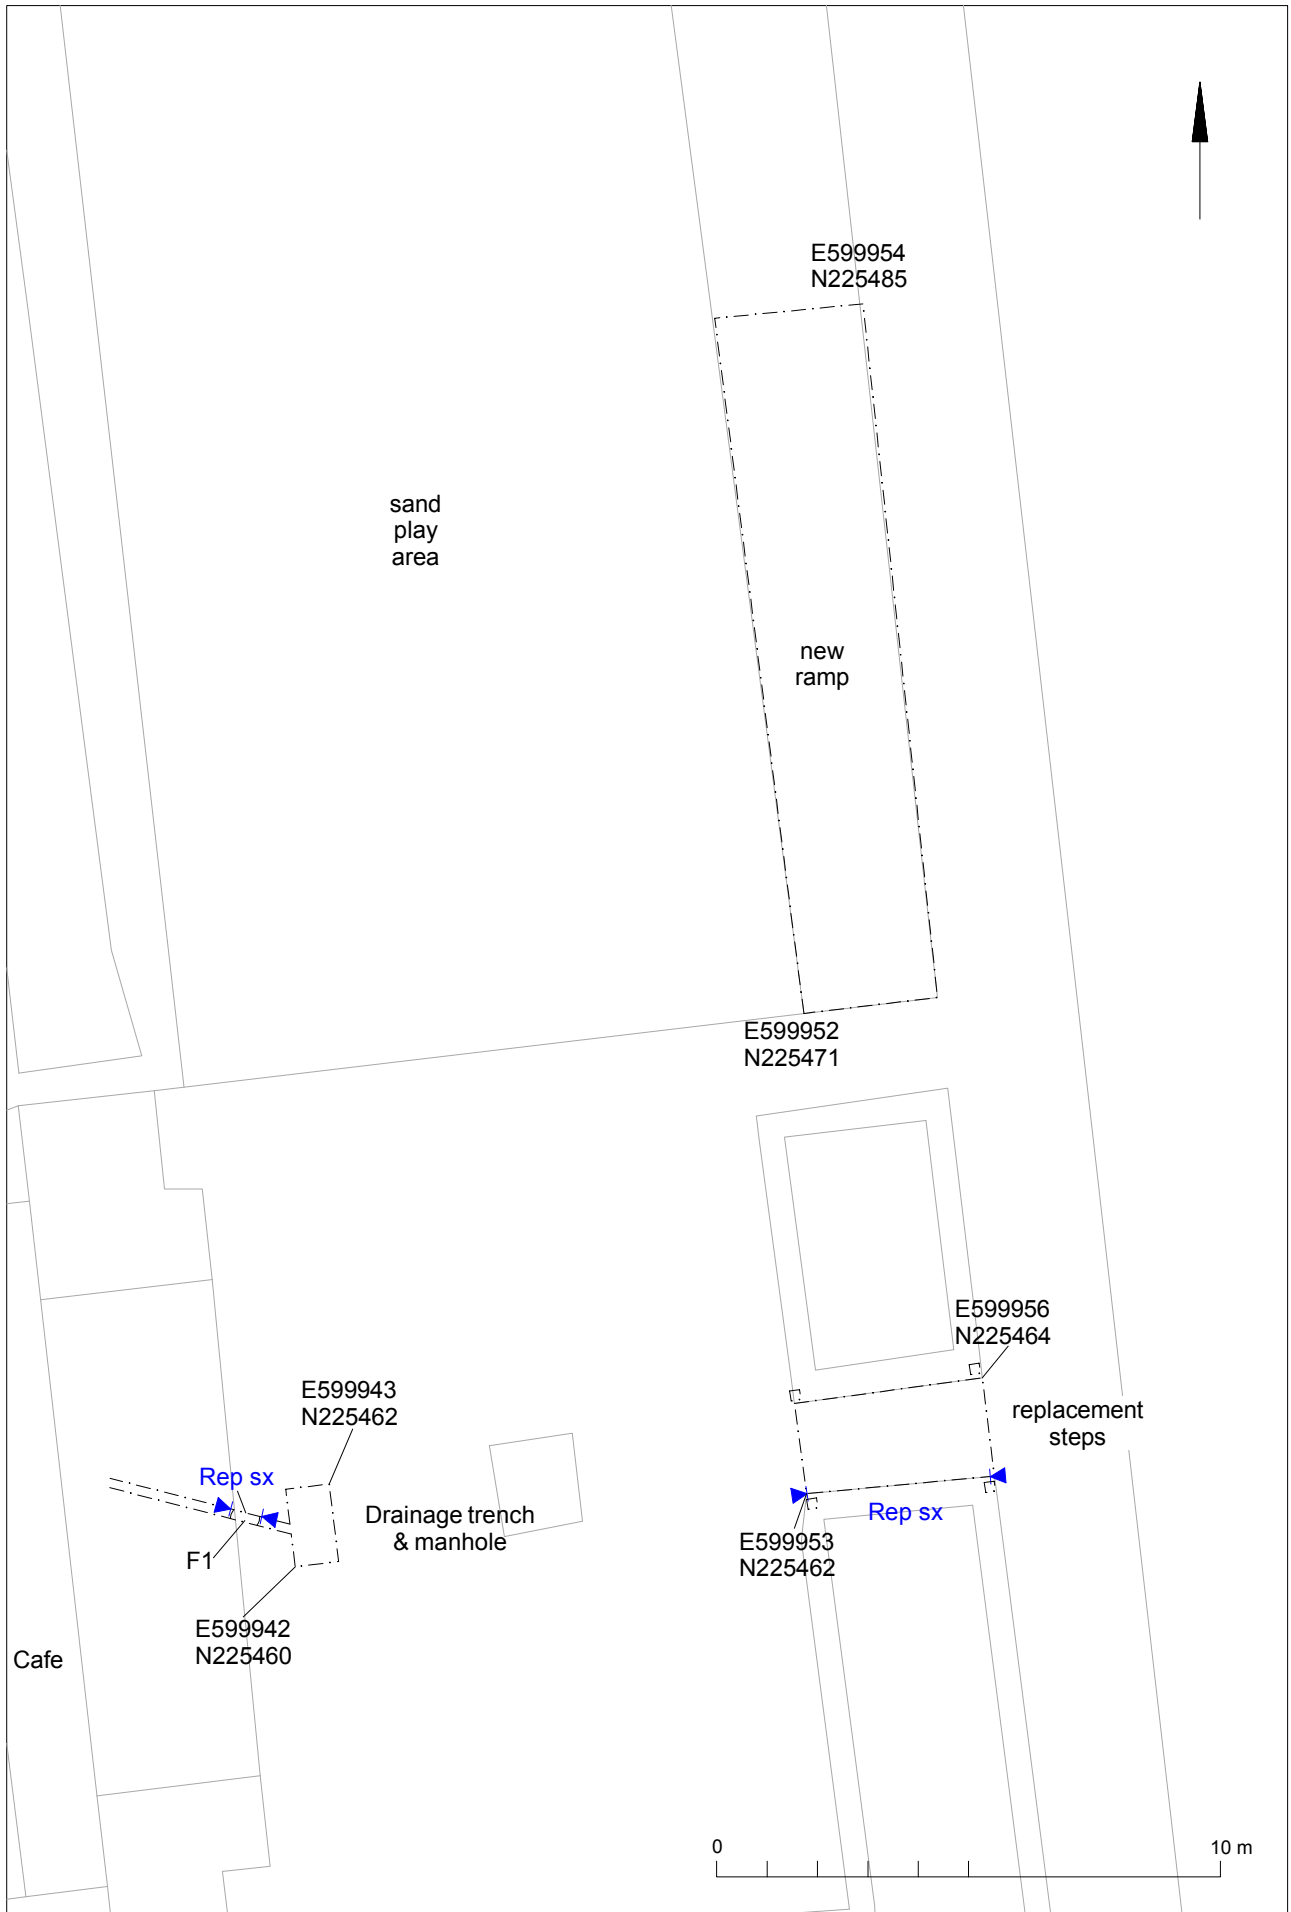 E599954
N225485
sand
play
area
new
ramp
E599952
N225471
E599956
N225464
E599943
N225462
replacement
steps
Rep sx
Drainage trench
& manhole
Rep sx
F1
E599953
N225462
E599942
N225460
Cafe
0
10 m